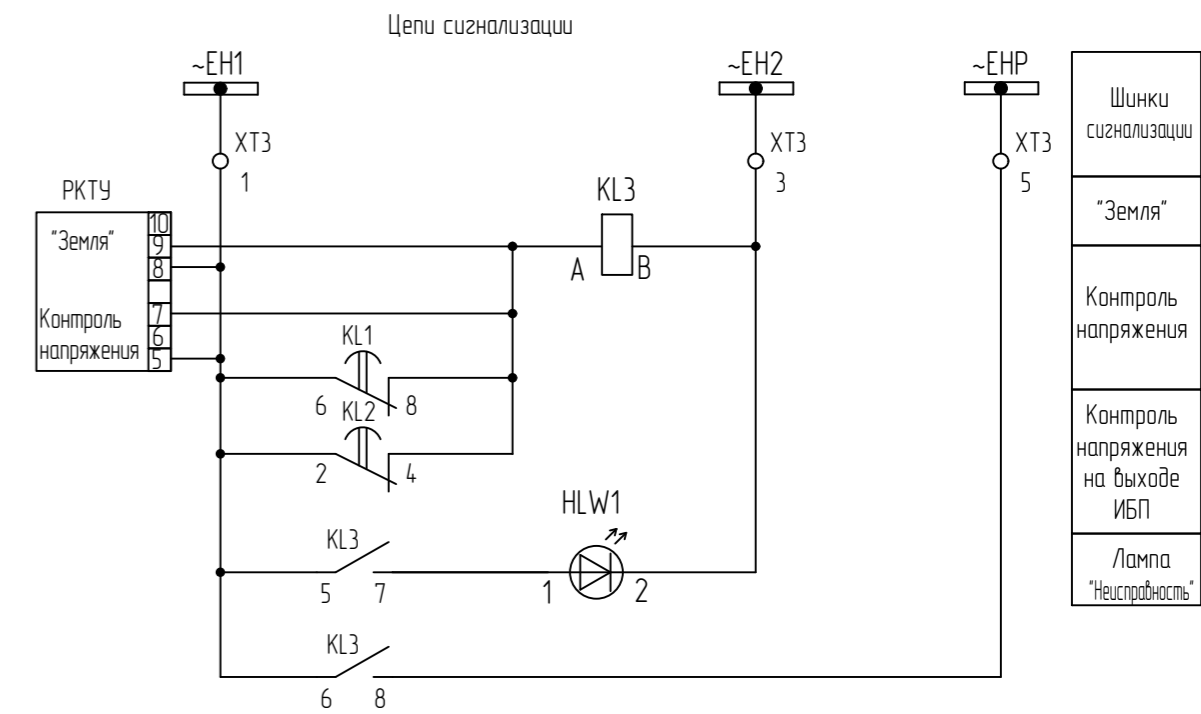 Цепи сигнализации
~ЕН1
~ЕН2
~ЕНР
ХТ3
1
ХТ3
3
ХТ3
5
Шинки
сигнализации
"Земля"
Контроль
напряжения
Контроль
напряжения
на выходе
ИБП
Лампа
"Неисправность"
РКТУ
"Земля"
Контроль
напряжения
10
9
8
7
6
5
KL3
A
B
KL1
6
8
KL2
2
4
KL3
5
7
HLW1
1
2
KL3
6
8